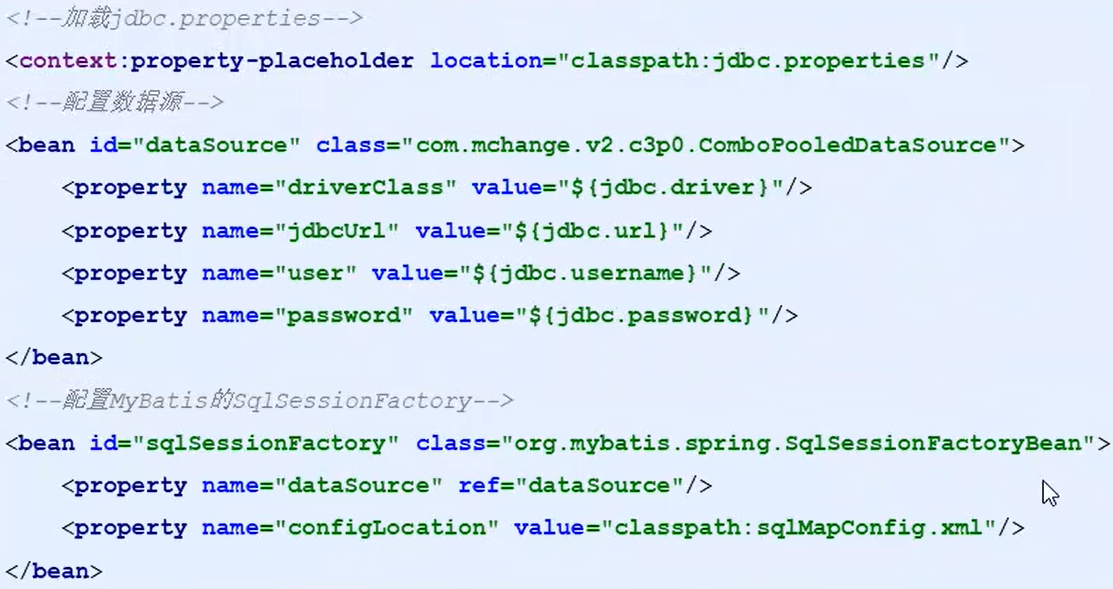 <!--加载jdbc.properties-->
<context:property-placeholder location="classpath:jdbc.properties"/>
<!--配置数据源-->
<bean id="dataSource" class="com.mchange.v2.c3p0.ComboPooledDataSource">
    <property name="driverClass" value="${jdbc.driver}"/>
    <property name="jdbcUrl" value="${jdbc.url}"/>
    <property name="user" value="${jdbc.username}"/>
    <property name="password" value="${jdbc.password}"/>
</bean>
<!--配置MyBatis的SqlSessionFactory-->
<bean id="sqlSessionFactory" class="org.mybatis.spring.SqlSessionFactoryBean">
    <property name="dataSource" ref="dataSource"/>
    <property name="configLocation" value="classpath:sqlMapConfig.xml"/>
</bean>